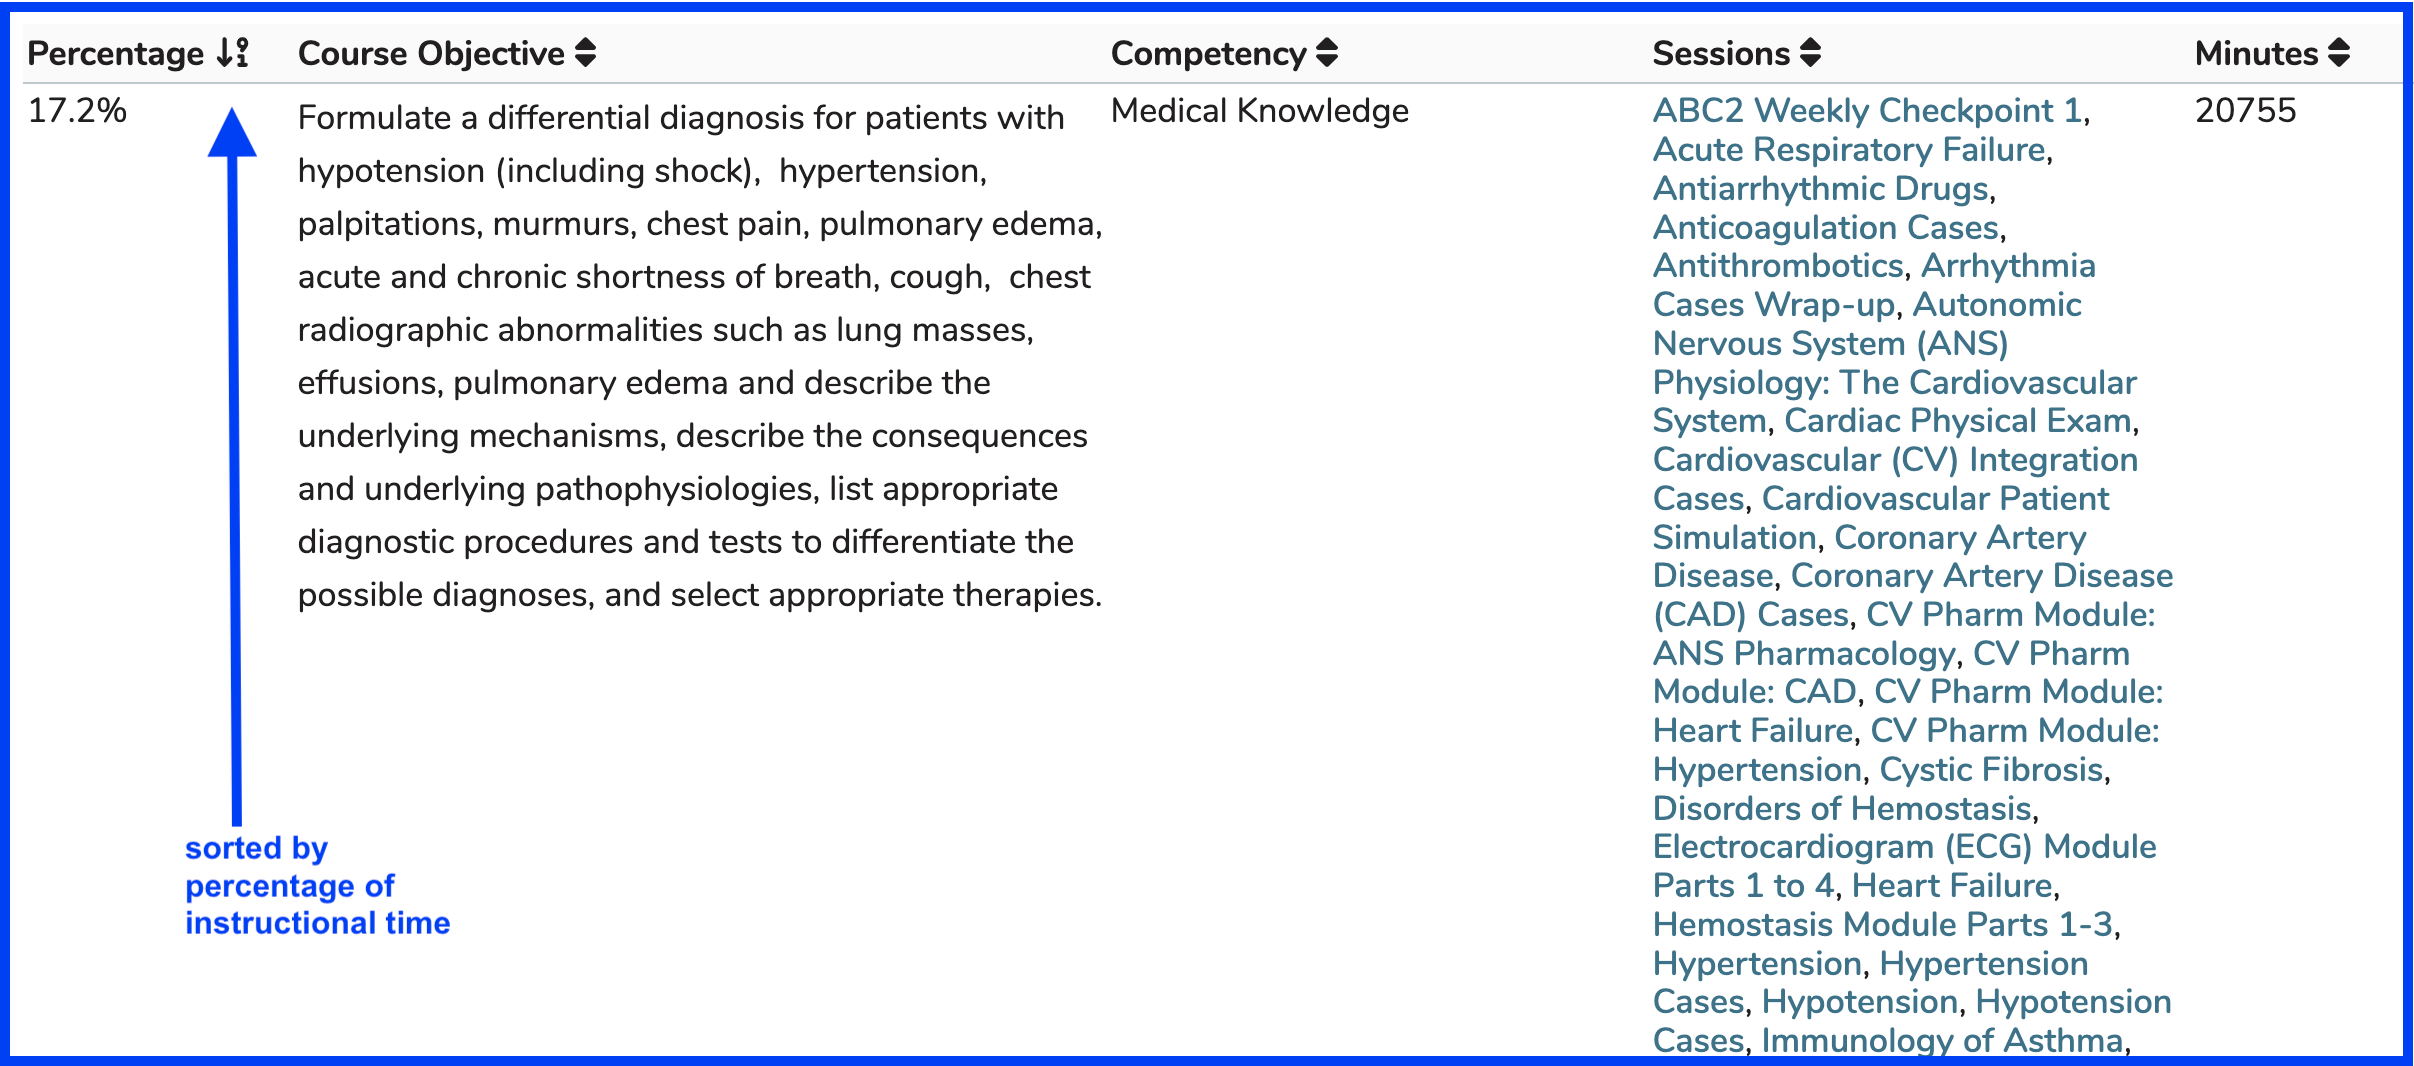 Percentage
Course Objective
Competency
Sessions
Minutes
17.2%
Formulate a differential diagnosis for patients with
hypotension (including shock),  hypertension,
palpitations, murmurs, chest pain, pulmonary edema,
acute and chronic shortness of breath, cough,  chest
radiographic abnormalities such as lung masses,
effusions, pulmonary edema and describe the
underlying mechanisms, describe the consequences
and underlying pathophysiologies, list appropriate
diagnostic procedures and tests to differentiate the
possible diagnoses, and select appropriate therapies.
Medical Knowledge
ABC2 Weekly Checkpoint 1,
Acute Respiratory Failure,
Antiarrhythmic Drugs,
Anticoagulation Cases,
Antithrombotics, Arrhythmia
Cases Wrap-up, Autonomic
Nervous System (ANS)
Physiology: The Cardiovascular
System, Cardiac Physical Exam,
Cardiovascular (CV) Integration
Cases, Cardiovascular Patient
Simulation, Coronary Artery
Disease, Coronary Artery Disease
(CAD) Cases, CV Pharm Module:
ANS Pharmacology, CV Pharm
Module: CAD, CV Pharm Module:
Heart Failure, CV Pharm Module:
Hypertension, Cystic Fibrosis,
Disorders of Hemostasis,
Electrocardiogram (ECG) Module
Parts 1 to 4, Heart Failure,
Hemostasis Module Parts 1-3,
Hypertension, Hypertension
Cases, Hypotension, Hypotension
Cases, Immunology of Asthma,
20755
sorted by
percentage of
instructional time